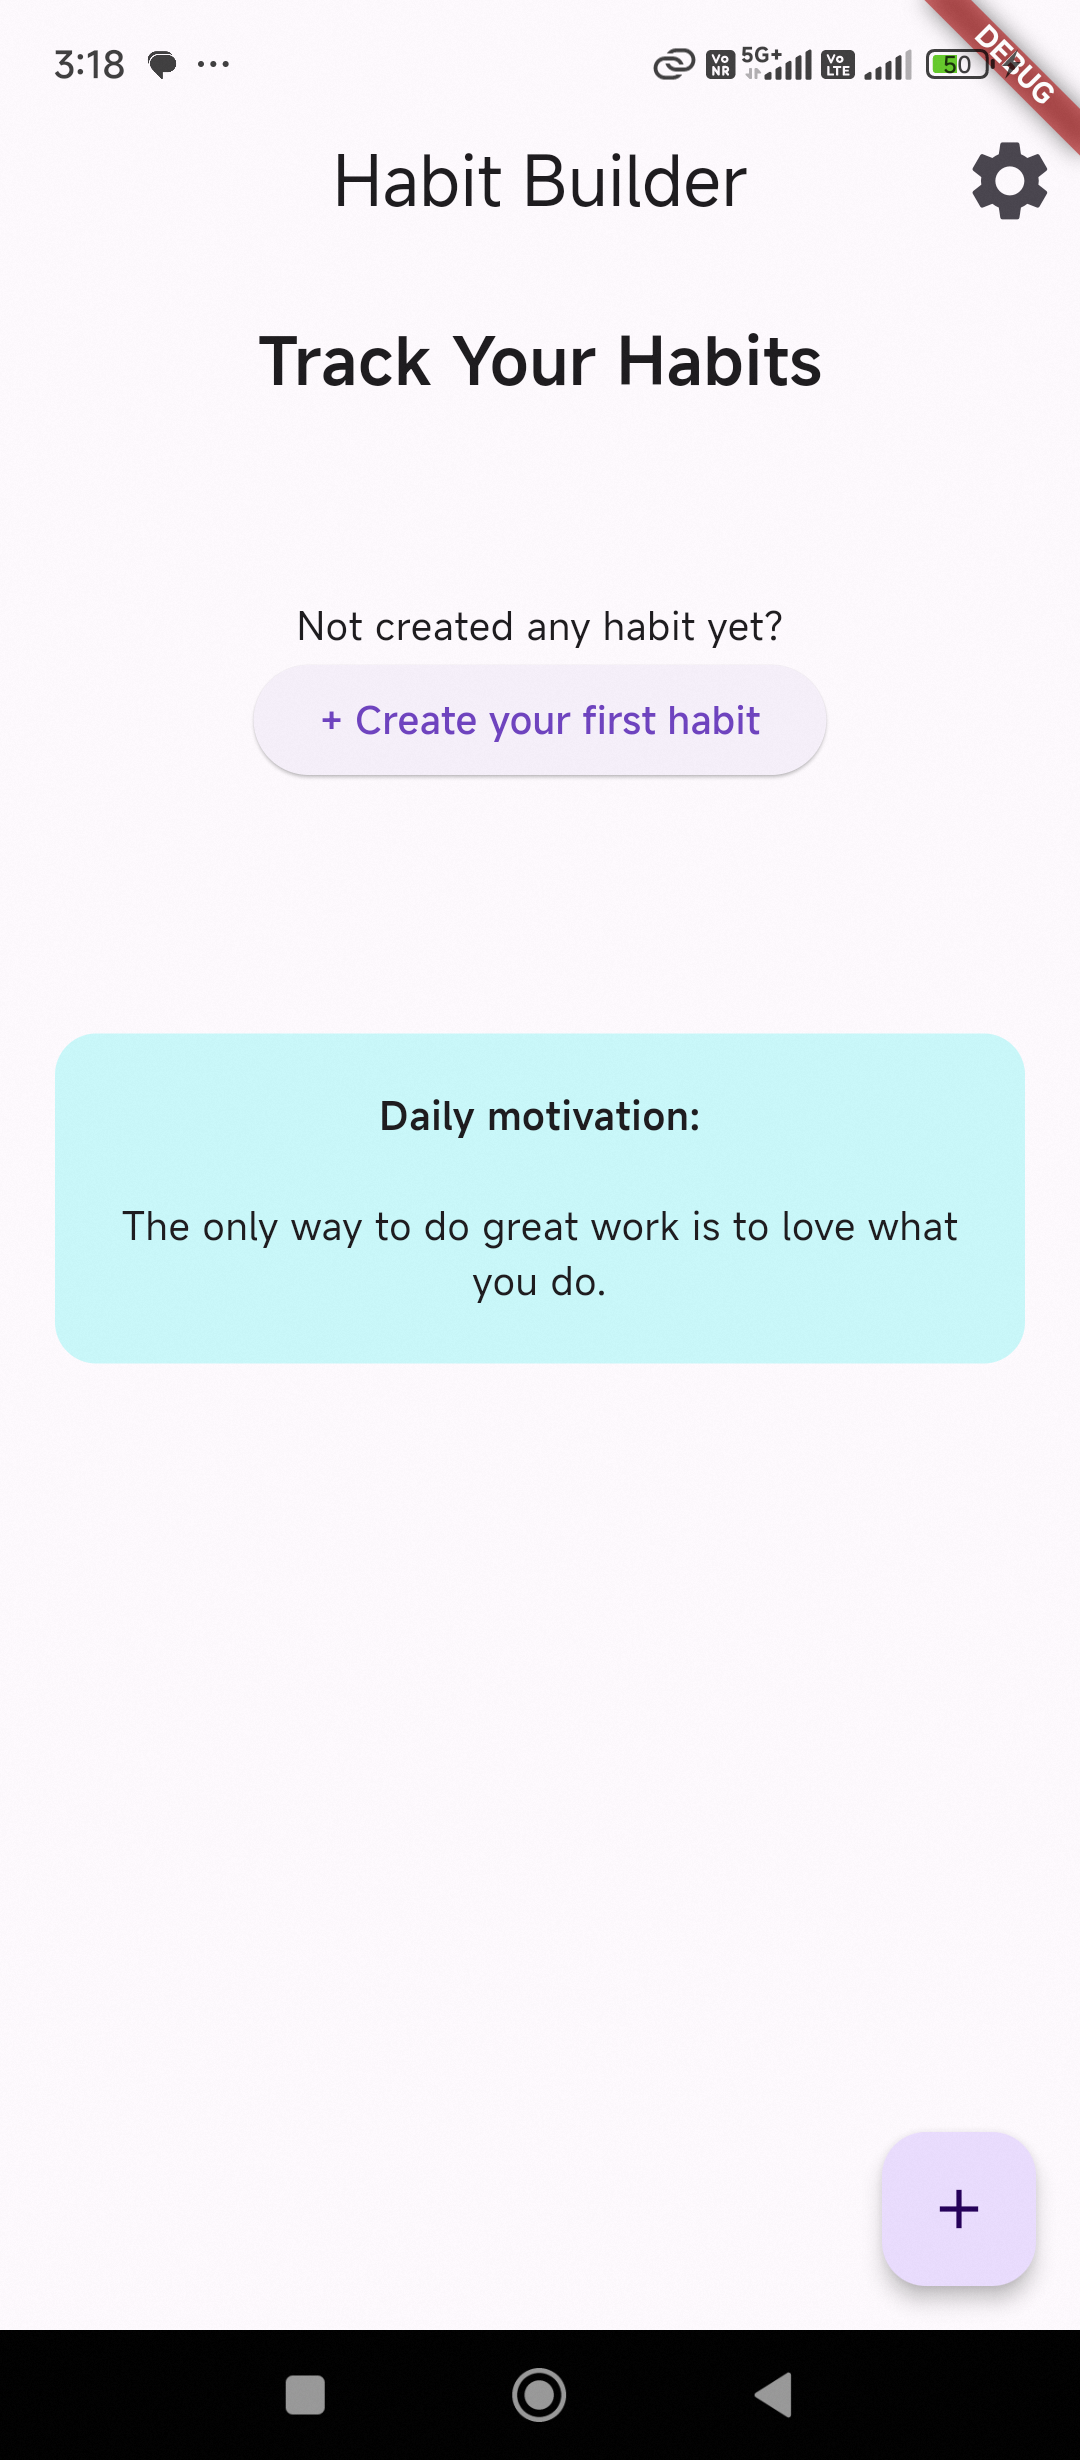 3:18 ... Vo NR 5G+ Vo LTE 50
DEBUG
Habit Builder
Track Your Habits
Not created any habit yet?
+ Create your first habit
Daily motivation:
The only way to do great work is to love what
you do.
+